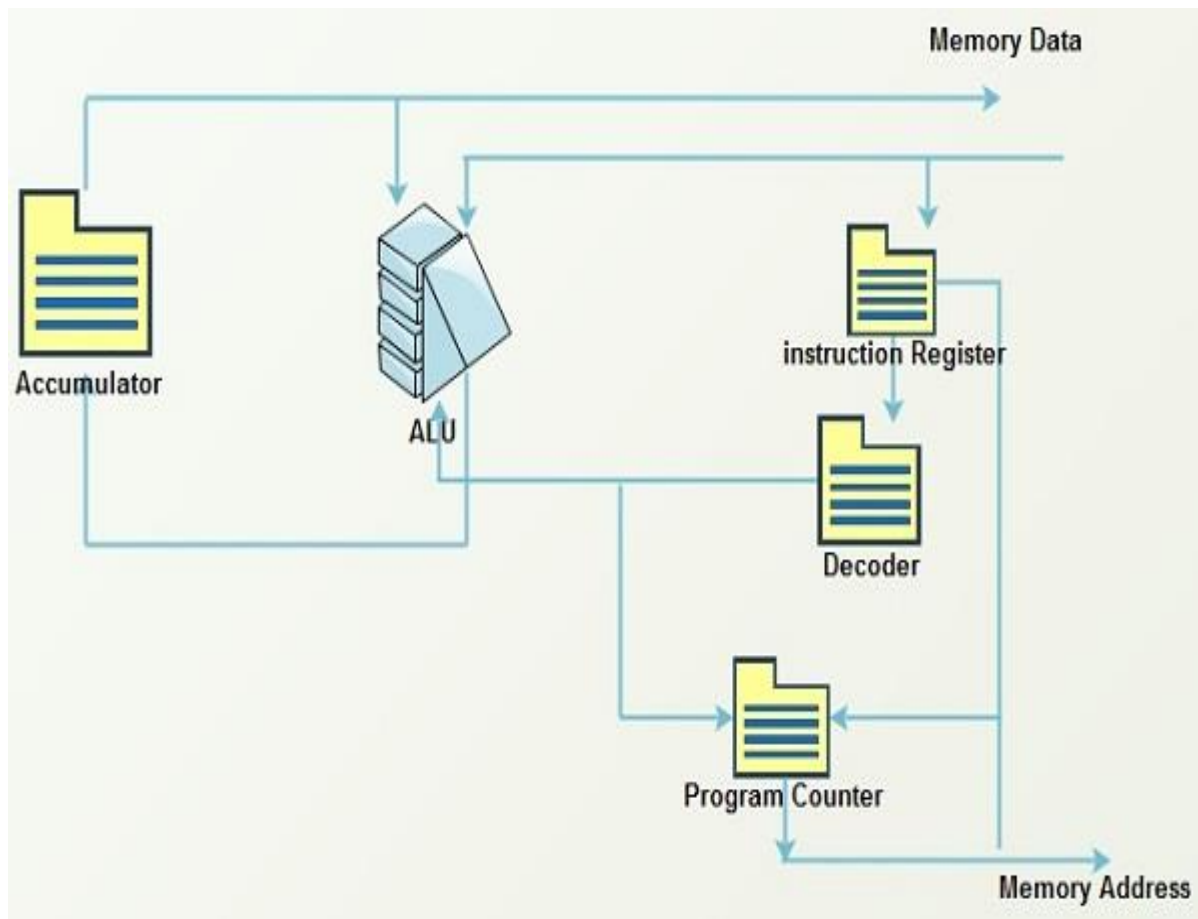 Memory Data
Accumulator
ALU
instruction Register
Decoder
Program Counter
Memory Address